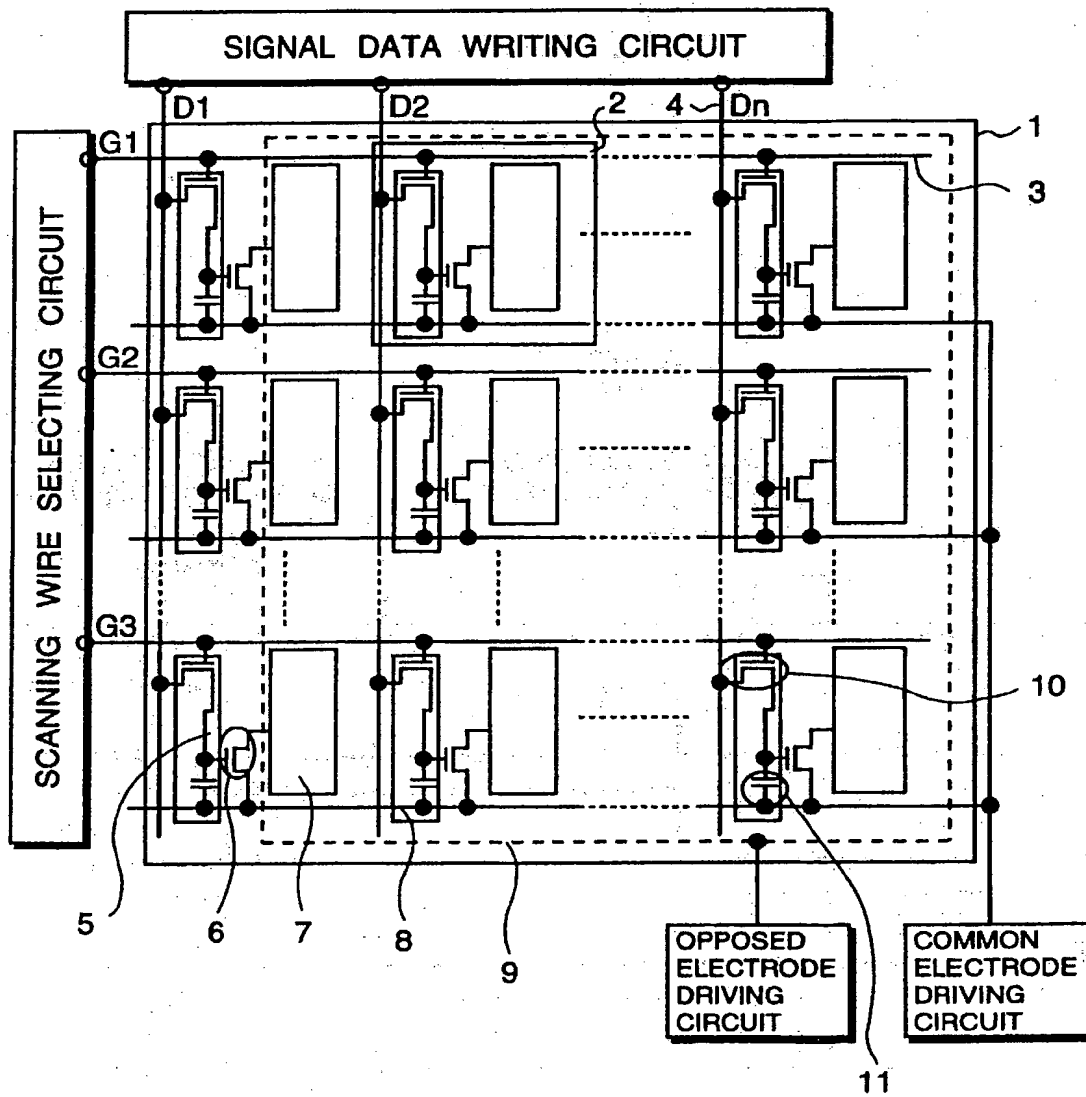 SIGNAL DATA WRITING CIRCUIT
D1
D2
4
Dn
2
1
G1
3
SCANNING WIRE SELECTING CIRCUIT
G2
G3
10
5
6
7
8
9
OPPOSED
ELECTRODE
DRIVING
CIRCUIT
COMMON
ELECTRODE
DRIVING
CIRCUIT
11